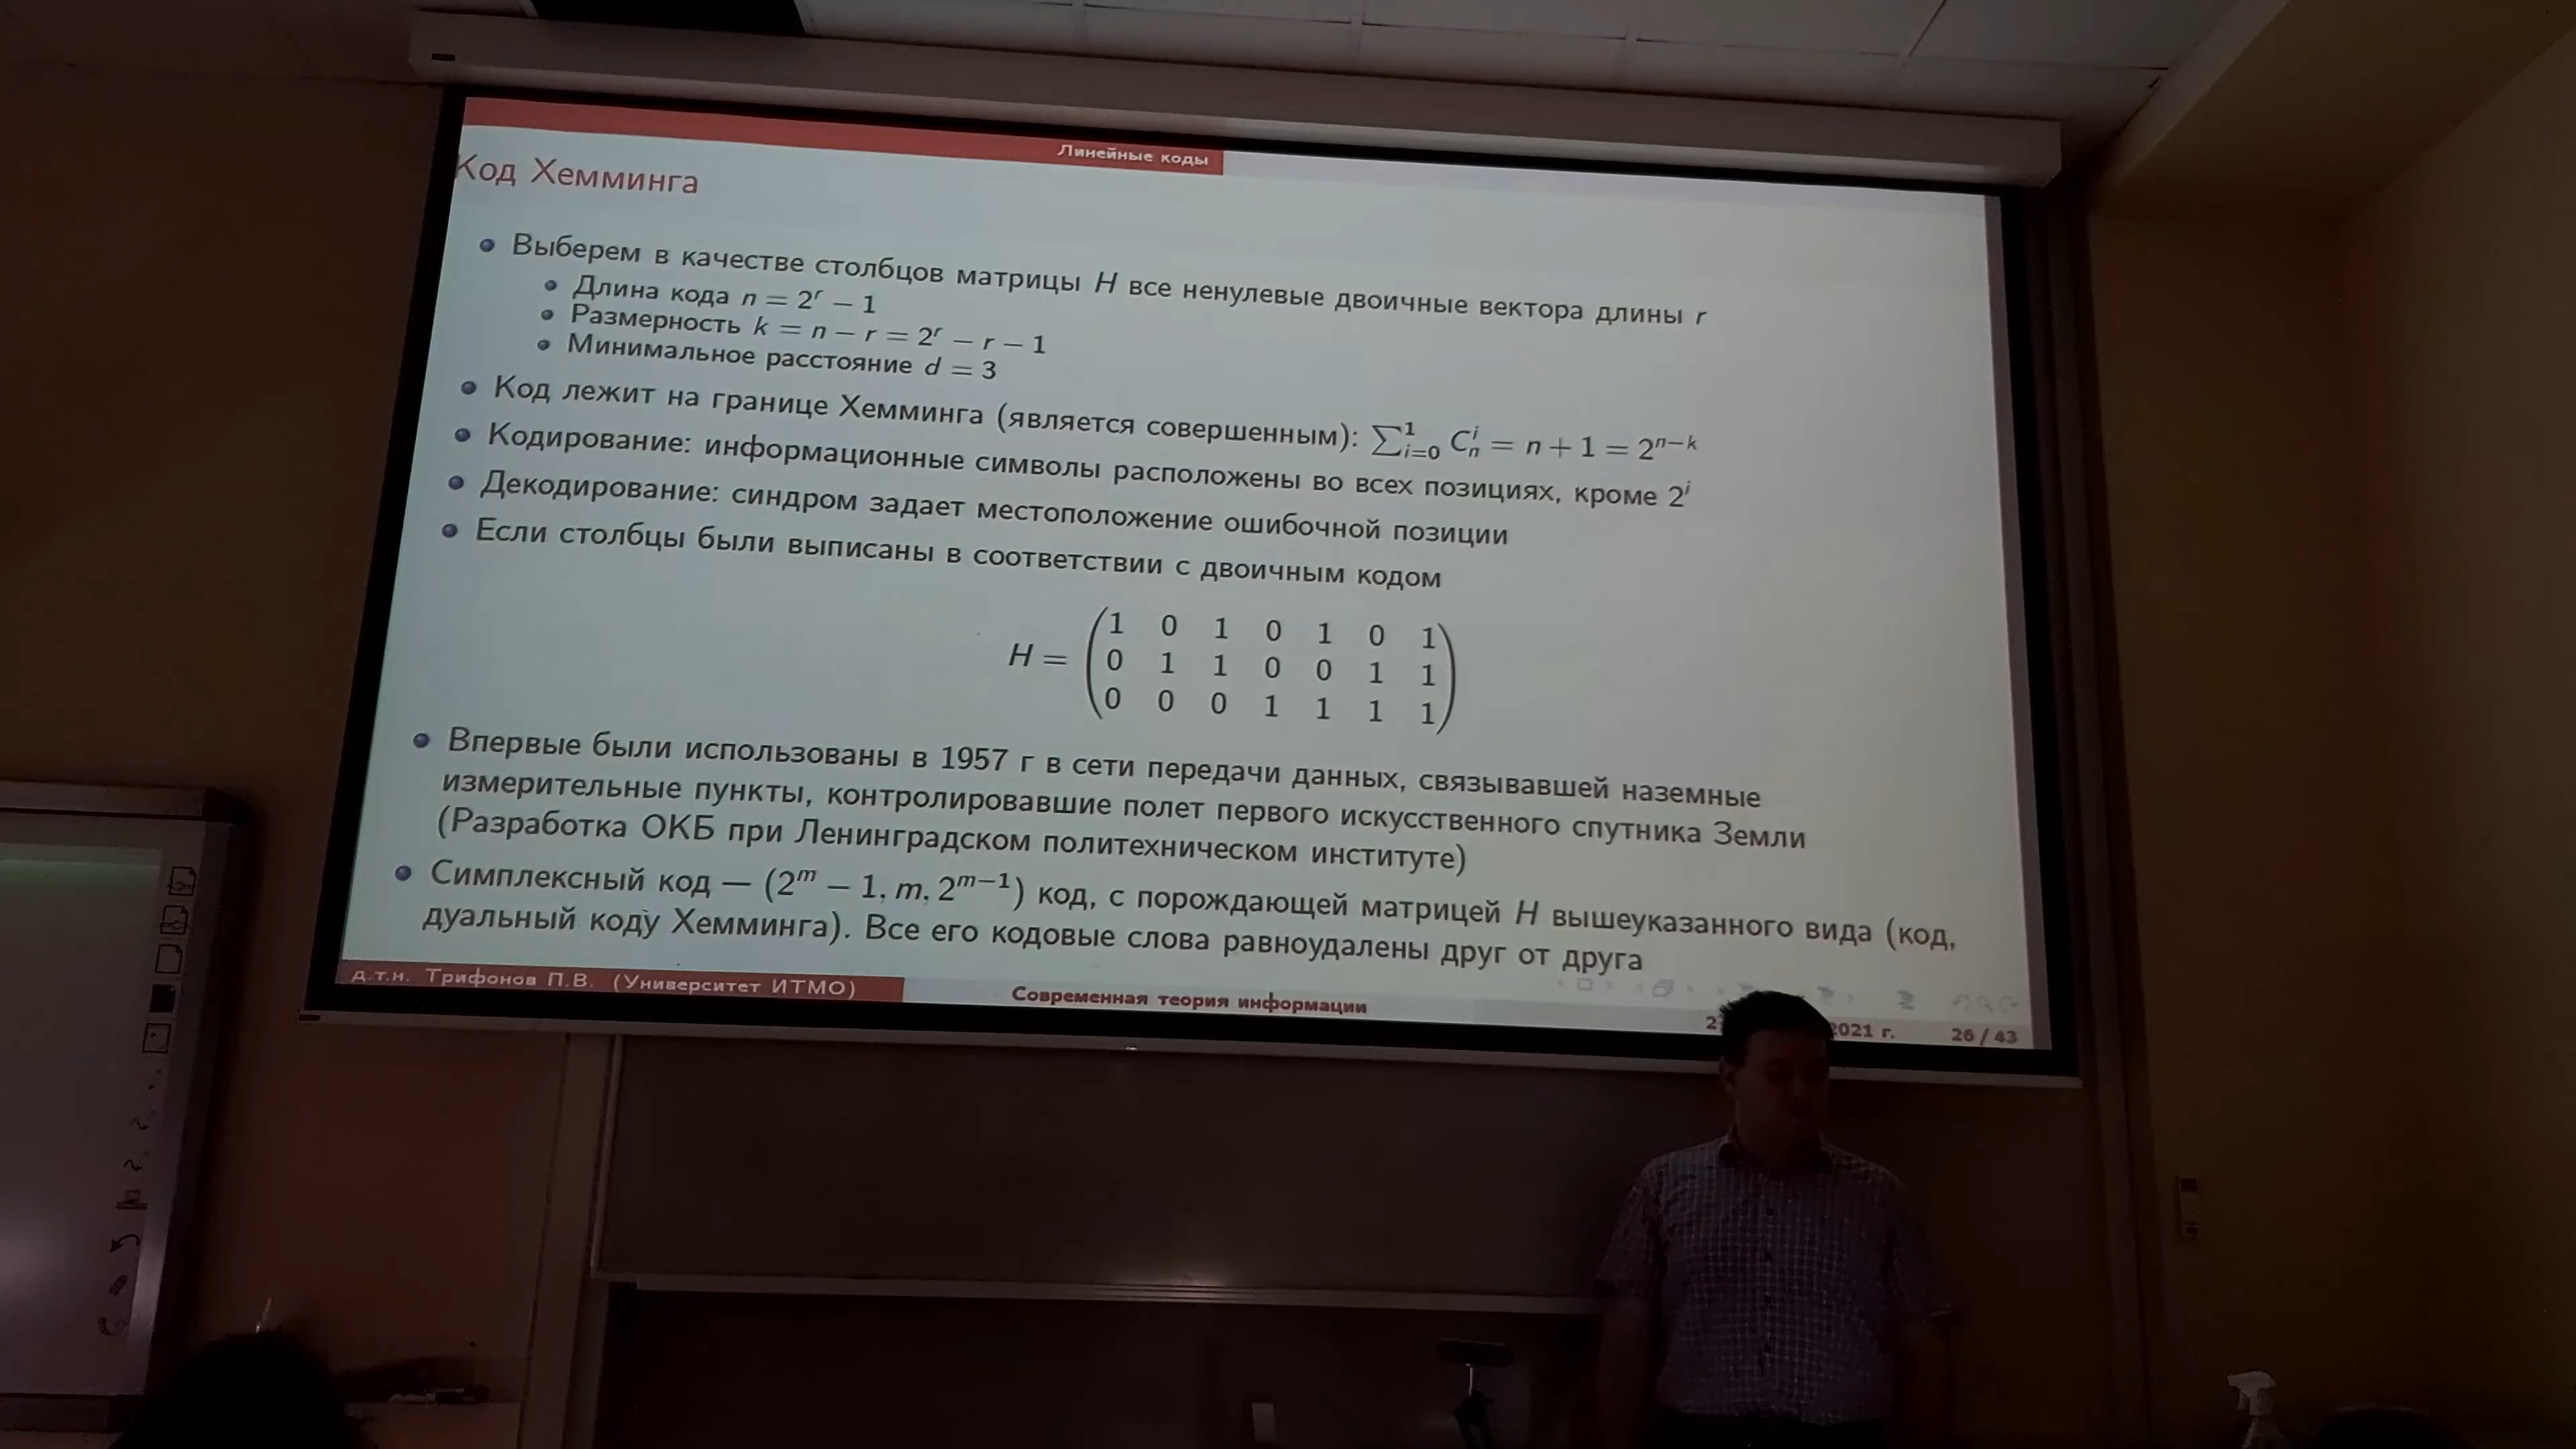 Линейные коды
Код Хемминга
Выберем в качестве столбцов матрицы H все ненулевые двоичные вектора длины r
Длина кода n = 2^r − 1
Размерность k = n − r = 2^r − r − 1
Минимальное расстояние d = 3
Код лежит на границе Хемминга (является совершенным): ∑_{i=0}^{1} C_n^i = n + 1 = 2^{n−k}
Кодирование: информационные символы расположены во всех позициях, кроме 2^i
Декодирование: синдром задает местоположение ошибочной позиции
Если столбцы были выписаны в соответствии с двоичным кодом
1 0 1 0 1 0 1
H = 0 1 1 0 0 1 1
0 0 0 1 1 1 1
Впервые были использованы в 1957 г в сети передачи данных, связывавшей наземные
измерительные пункты, контролировавшие полет первого искусственного спутника Земли
(Разработка ОКБ при Ленинградском политехническом институте)
Симплексный код — (2^m − 1, m, 2^{m−1}) код, с порождающей матрицей H вышеуказанного вида (код,
дуальный коду Хемминга). Все его кодовые слова равноудалены друг от друга
д.т.н. Трифонов П.В. (Университет ИТМО)
Современная теория информации
2021 г.
26 / 43